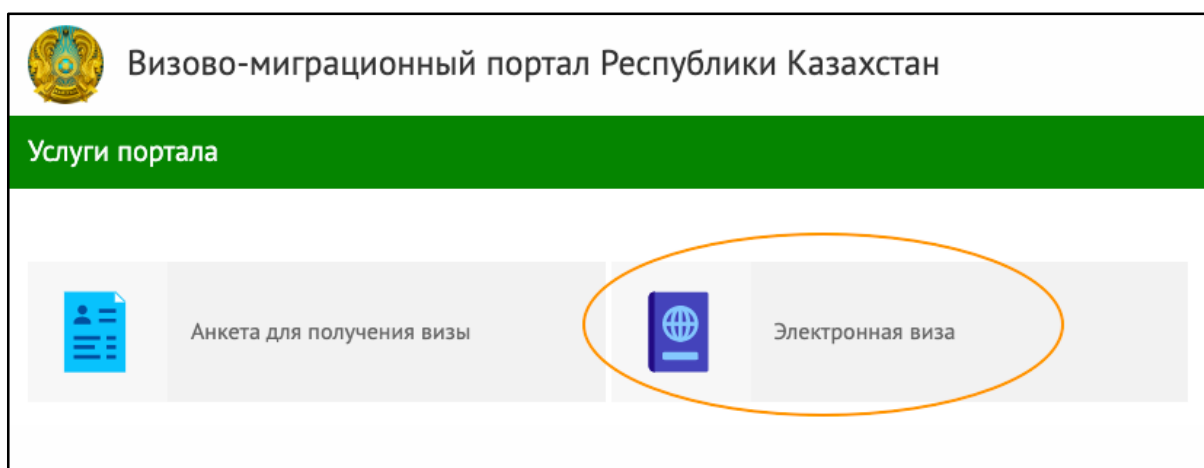 Визово-миграционный портал Республики Казахстан
Услуги портала
Анкета для получения визы
Электронная виза